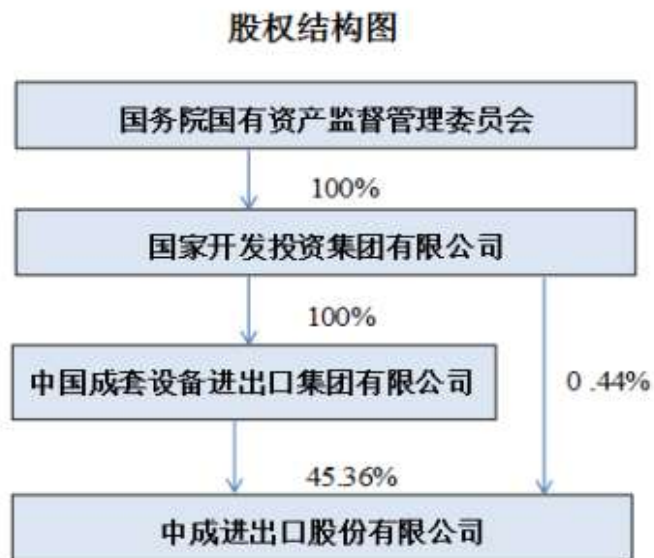 股权结构图
国务院国有资产监督管理委员会
100%
国家开发投资集团有限公司
100%
中国成套设备进出口集团有限公司
0 .44%
45.36%
中成进出口股份有限公司